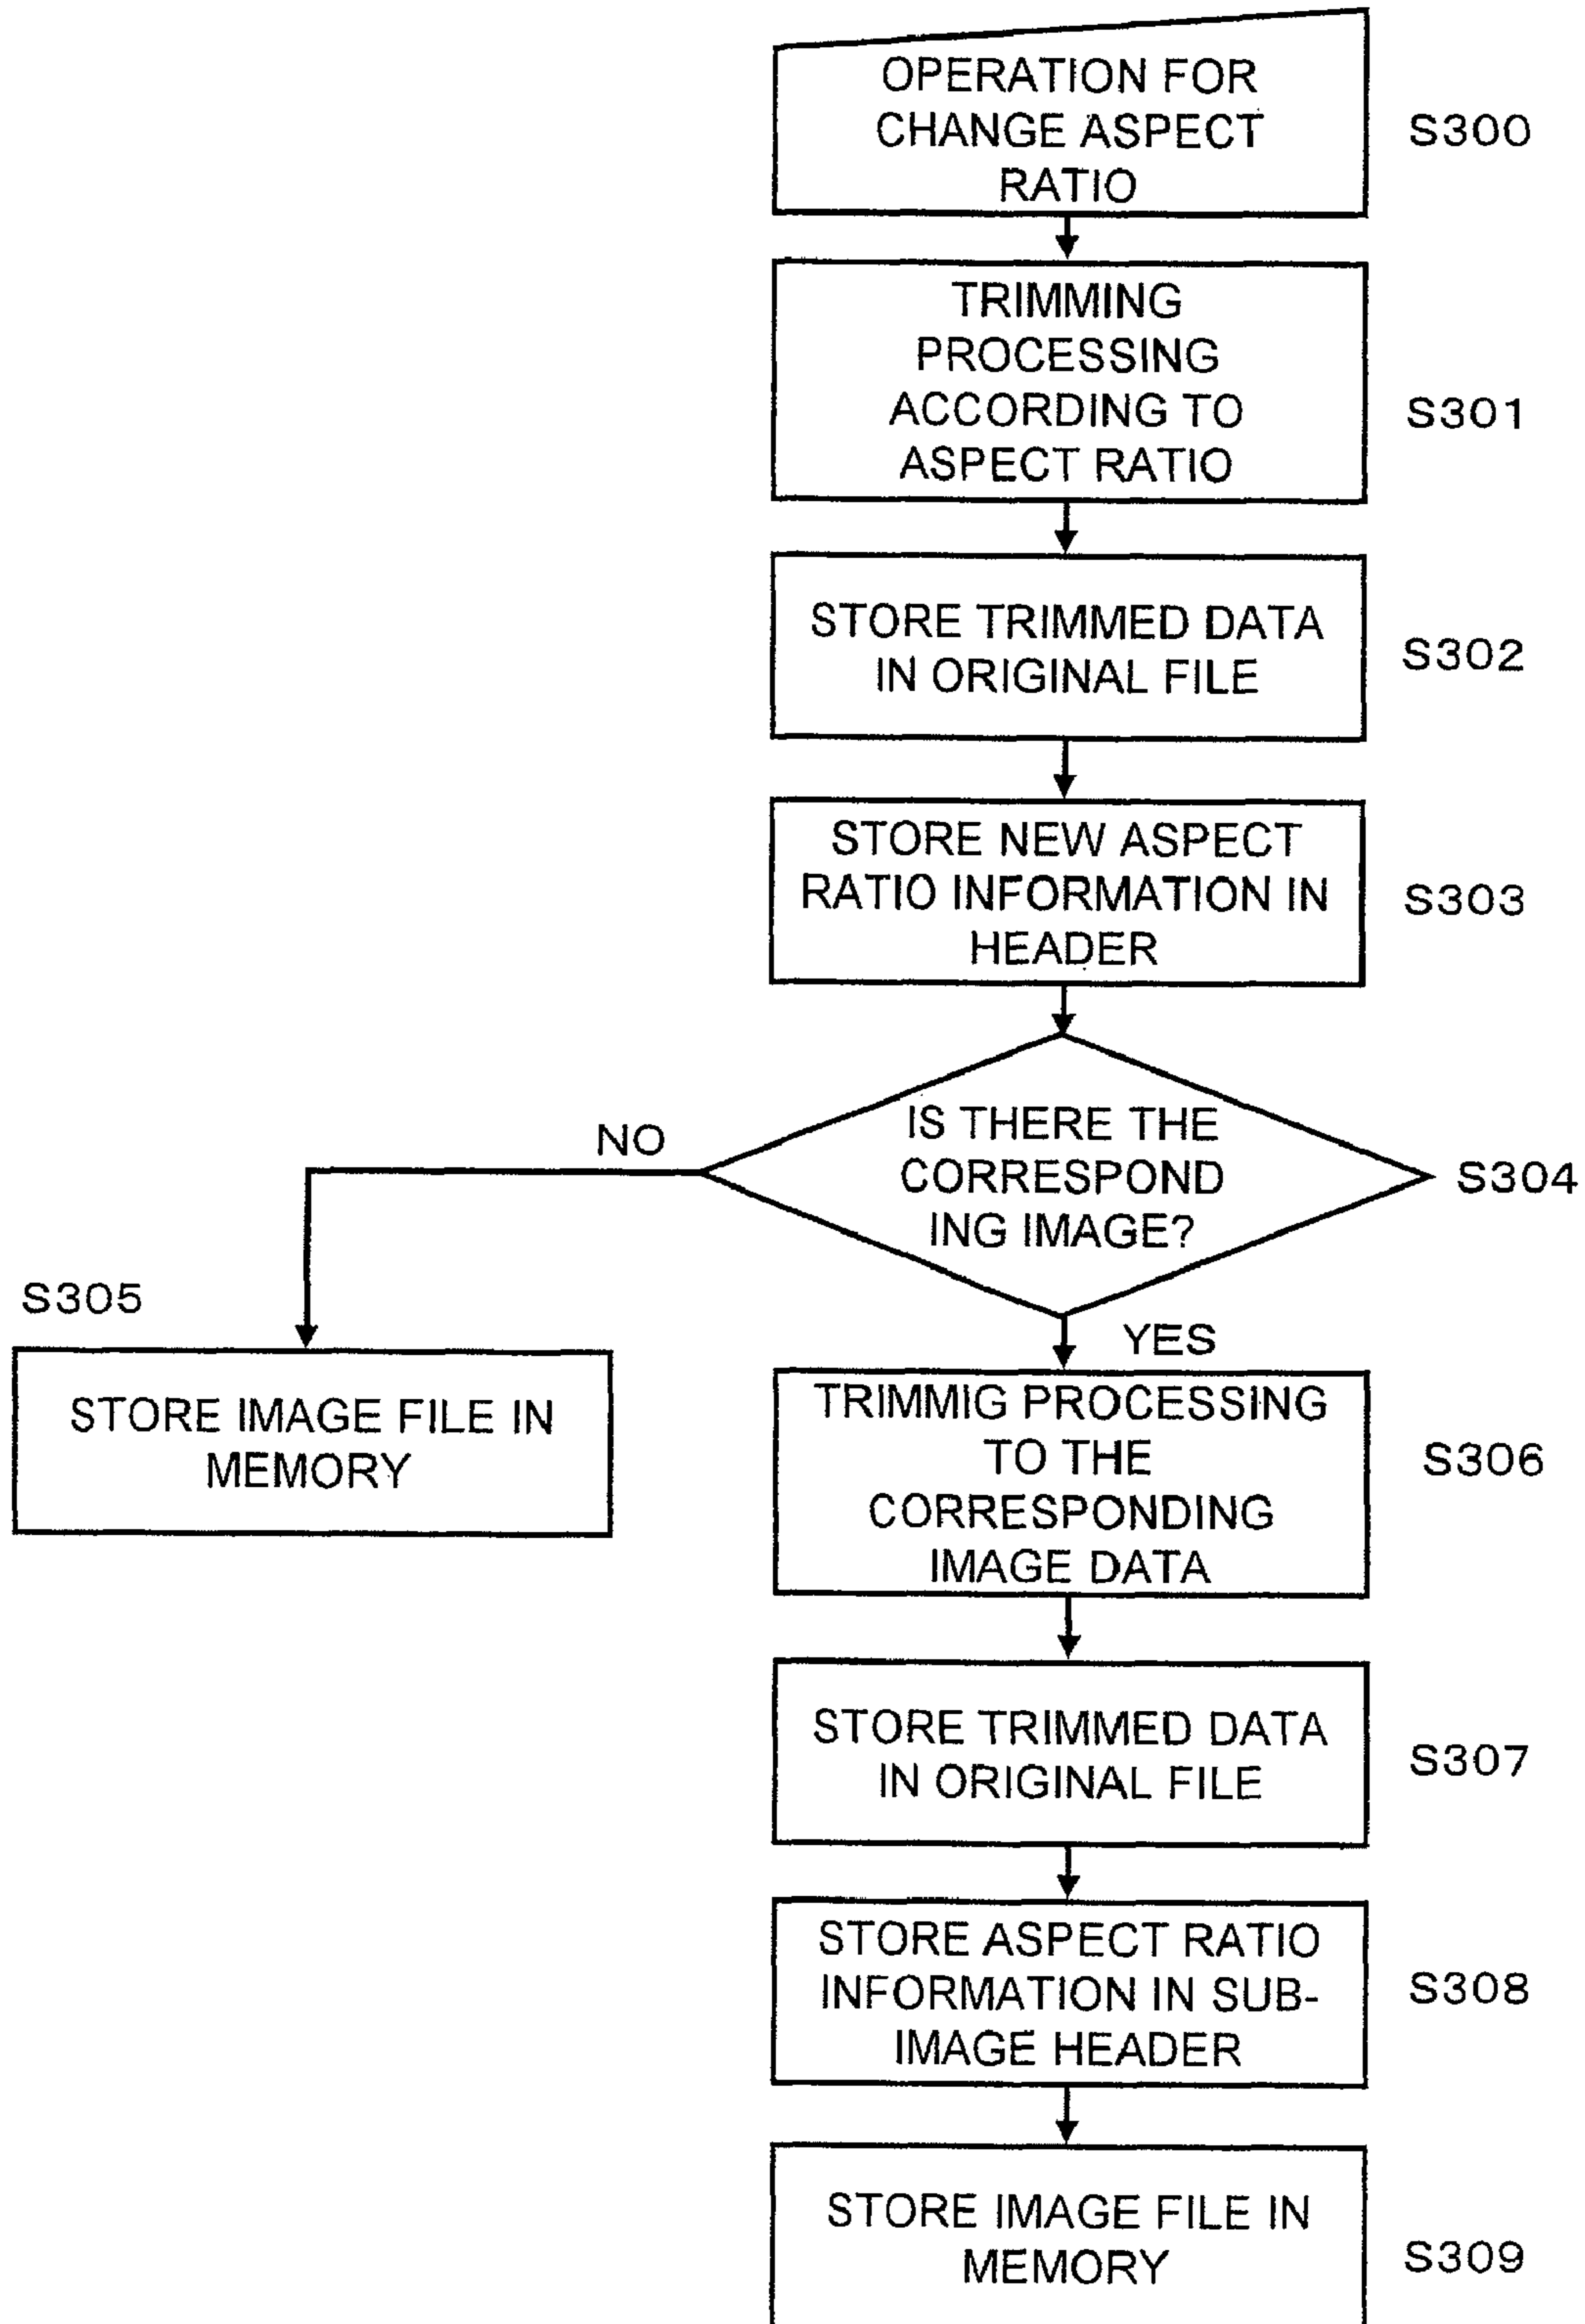 OPERATION FOR
CHANGE ASPECT
RATIO
S300
TRIMMING
PROCESSING
ACCORDING TO
ASPECT RATIO
S301
STORE TRIMMED DATA
IN ORIGINAL FILE
S302
STORE NEW ASPECT
RATIO INFORMATION IN
HEADER
S303
IS THERE THE
CORRESPOND
ING IMAGE?
S304
NO
S305
STORE IMAGE FILE IN
MEMORY
YES
TRIMMIG PROCESSING
TO THE
CORRESPONDING
IMAGE DATA
S306
STORE TRIMMED DATA
IN ORIGINAL FILE
S307
STORE ASPECT RATIO
INFORMATION IN SUB-
IMAGE HEADER
S308
STORE IMAGE FILE IN
MEMORY
S309